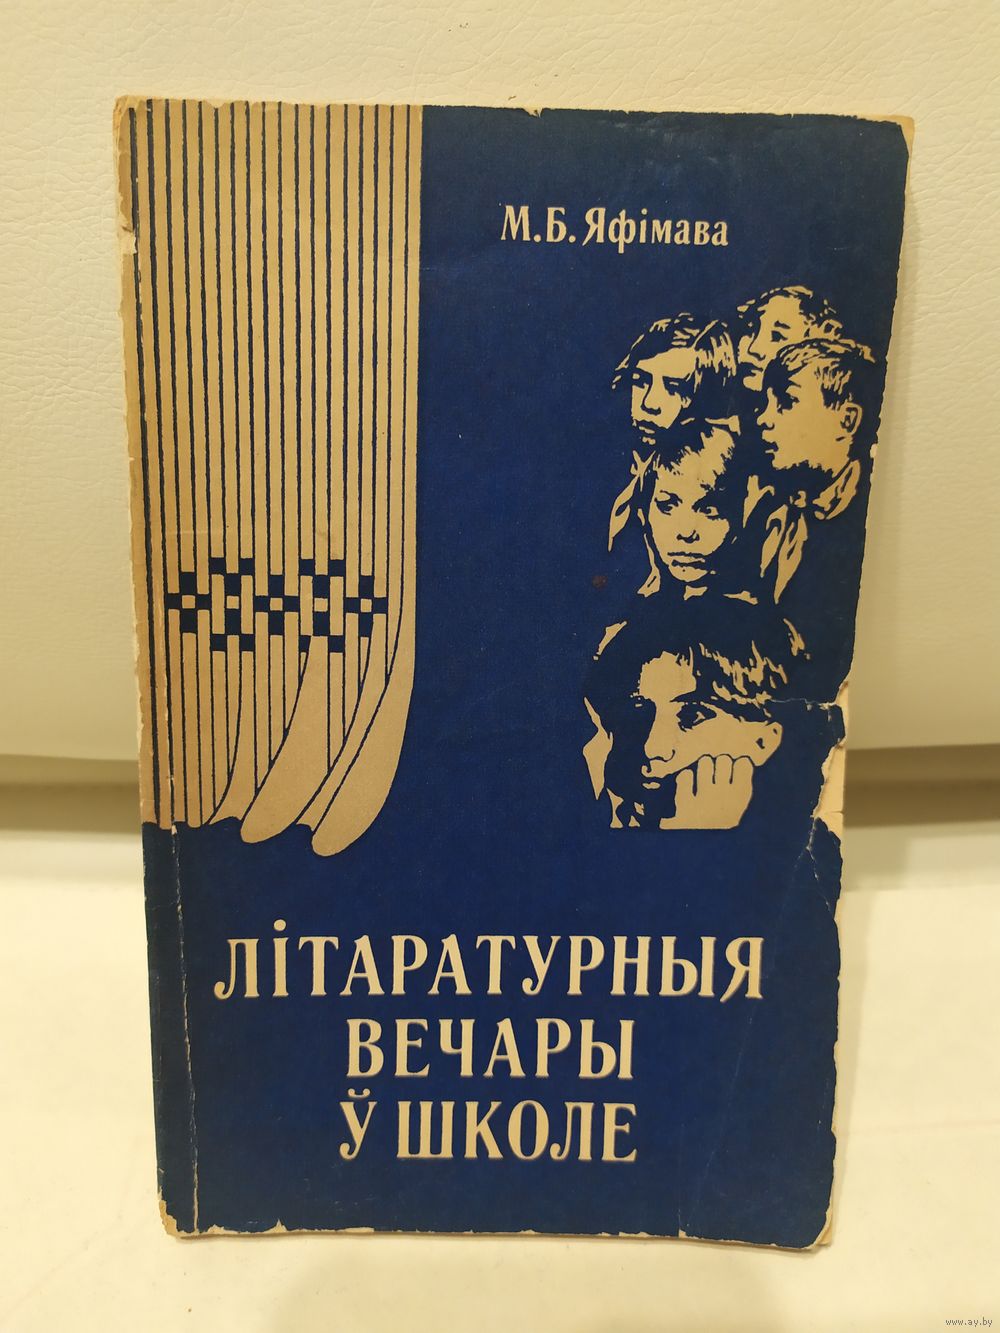 М.Б. Яфімава
ЛІТАРАТУРНЫЯ
ВЕЧАРЫ
Ў ШКОЛЕ
www.ay.by